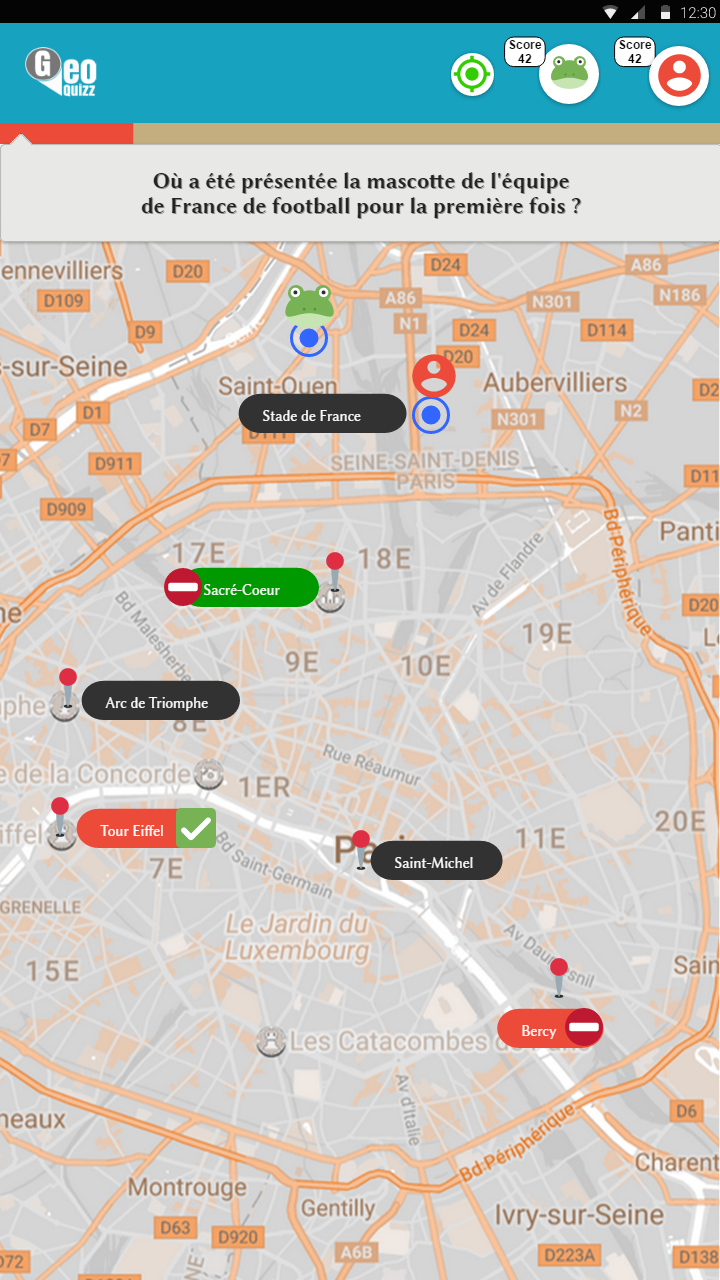 12:30
Geo
quizz
Score
42
Score
42
Où a été présentée la mascotte de l'équipe
de France de football pour la première fois ?
ennevilliers
D20
D24
A86
D109
A86
N301
N186
N1
D9
D24
D114
D20
-sur-Seine
Saint-Ouen
Aubervilliers
D1
Stade de France
N301
N2
D7
D111
D911
SEINE-SAINT-DENIS
PARIS
D11
D909
Bd Périphérique
Panti
17E
18E
Av de Flandre
Sacré-Coeur
Bd Malesherbe
D20
19E
9E
10E
Arc de Triomphe
phe
8E
Rue Réaumur
e de la Concorde
1ER
20E
iffel
Tour Eiffel
11E
Saint-Michel
7E
Bd Saint-Germain
GRENELLE
Le Jardin du
Luxembourg
15E
Sain
Bercy
Les Catacombes de
Av d'Italie
D6
neaux
Bd Périphérique
Charent
Montrouge
Gentilly
Ivry-sur-Seine
D63
D920
A6B
D223A
D138
D72